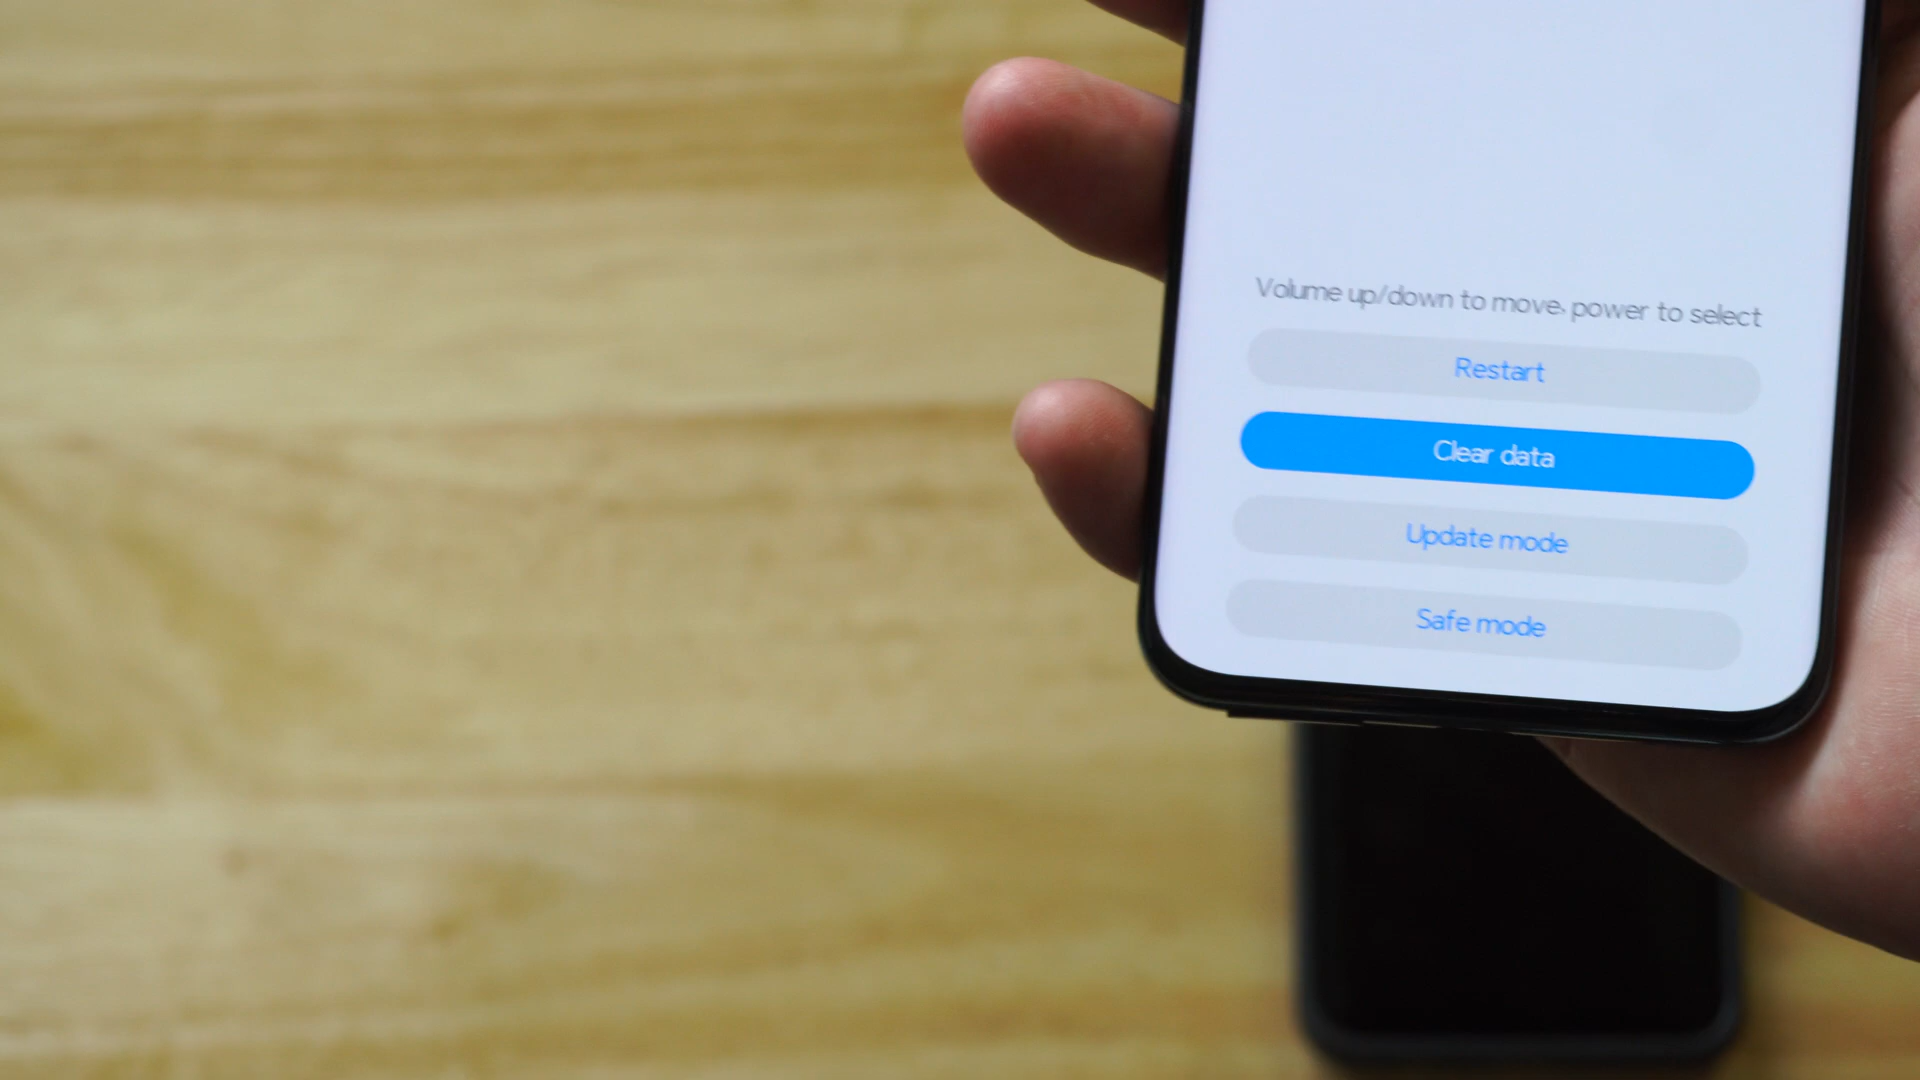 Volume up/down to move, power to select
Restart
Clear data
Update mode
Safe mode